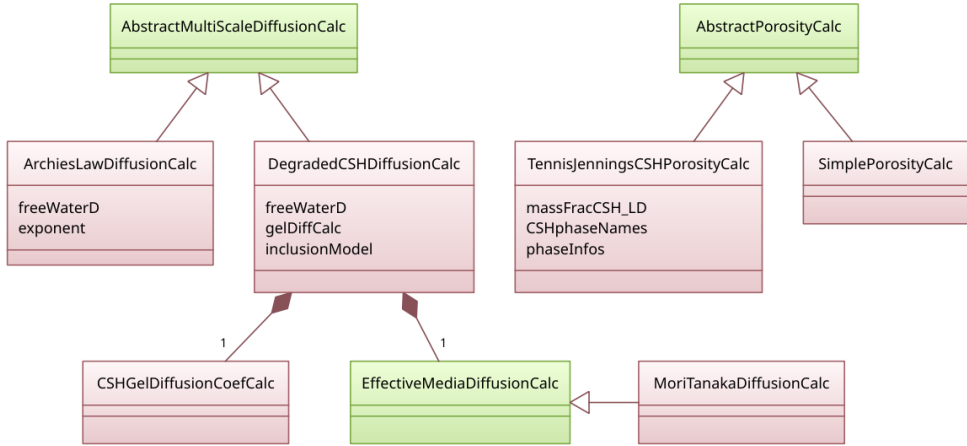 AbstractMultiScaleDiffusionCalc
AbstractPorosityCalc
ArchiesLawDiffusionCalc
freeWaterD
exponent
DegradedCSHDiffusionCalc
freeWaterD
gelDiffCalc
inclusionModel
TennisJenningsCSHPorosityCalc
massFracCSH_LD
CSHphaseNames
phaseInfos
SimplePorosityCalc
1
1
CSHGelDiffusionCoefCalc
EffectiveMediaDiffusionCalc
MoriTanakaDiffusionCalc